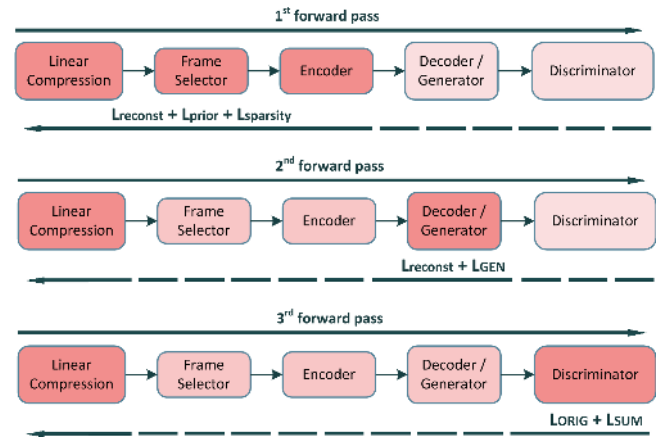 1st forward pass
Linear Compression
Frame Selector
Encoder
Decoder / Generator
Discriminator
Lreconst + Lprior + Lsparsity
2nd forward pass
Linear Compression
Frame Selector
Encoder
Decoder / Generator
Discriminator
Lreconst + LGEN
3rd forward pass
Linear Compression
Frame Selector
Encoder
Decoder / Generator
Discriminator
LORIG + LSUM